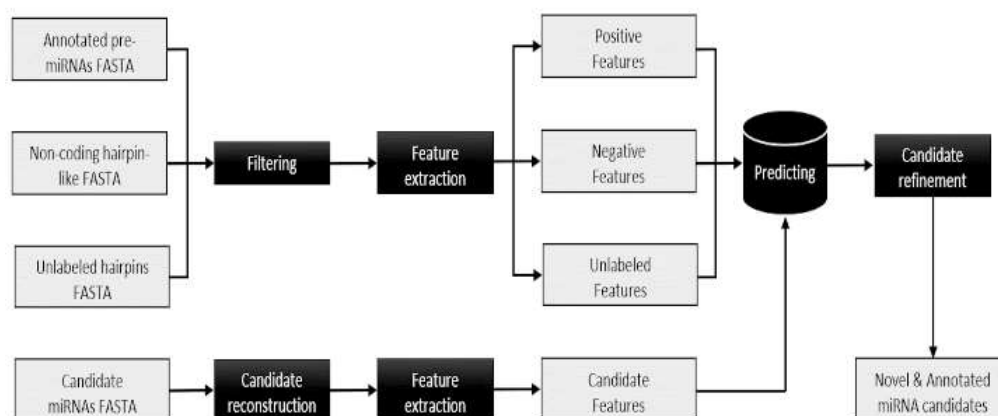 Annotated pre-
miRNAs FASTA
Non-coding hairpin-
like FASTA
Unlabeled hairpins
FASTA
Filtering
Feature
extraction
Positive
Features
Negative
Features
Unlabeled
Features
Predicting
Candidate
refinement
Candidate
miRNAs FASTA
Candidate
reconstruction
Feature
extraction
Candidate
Features
Novel & Annotated
miRNA candidates